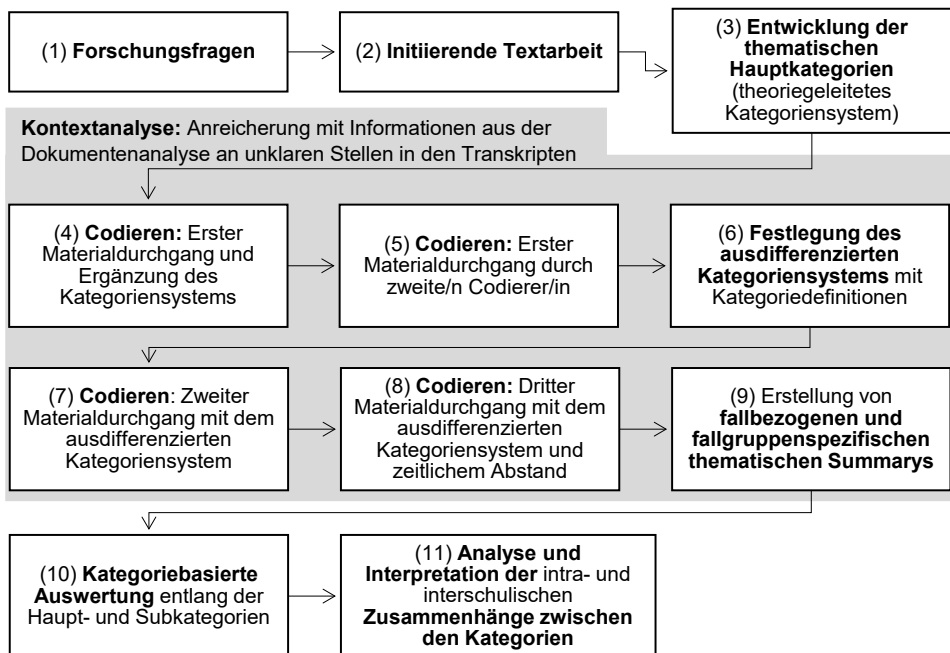 (1) Forschungsfragen
(2) Initiierende Textarbeit
(3) Entwicklung der
thematischen
Hauptkategorien
(theoriegeleitetes
Kategoriensystem)
Kontextanalyse: Anreicherung mit Informationen aus der
Dokumentenanalyse an unklaren Stellen in den Transkripten
(4) Codieren: Erster
Materialdurchgang und
Ergänzung des
Kategoriensystems
(5) Codieren: Erster
Materialdurchgang durch
zweite/n Codierer/in
(6) Festlegung des
ausdifferenzierten
Kategoriensystems mit
Kategoriedefinitionen
(7) Codieren: Zweiter
Materialdurchgang mit dem
ausdifferenzierten
Kategoriensystem
(8) Codieren: Dritter
Materialdurchgang mit dem
ausdifferenzierten
Kategoriensystem und
zeitlichem Abstand
(9) Erstellung von
fallbezogenen und
fallgruppenspezifischen
thematischen Summarys
(10) Kategoriebasierte
Auswertung entlang der
Haupt- und Subkategorien
(11) Analyse und
Interpretation der intra- und
interschulischen
Zusammenhänge zwischen
den Kategorien